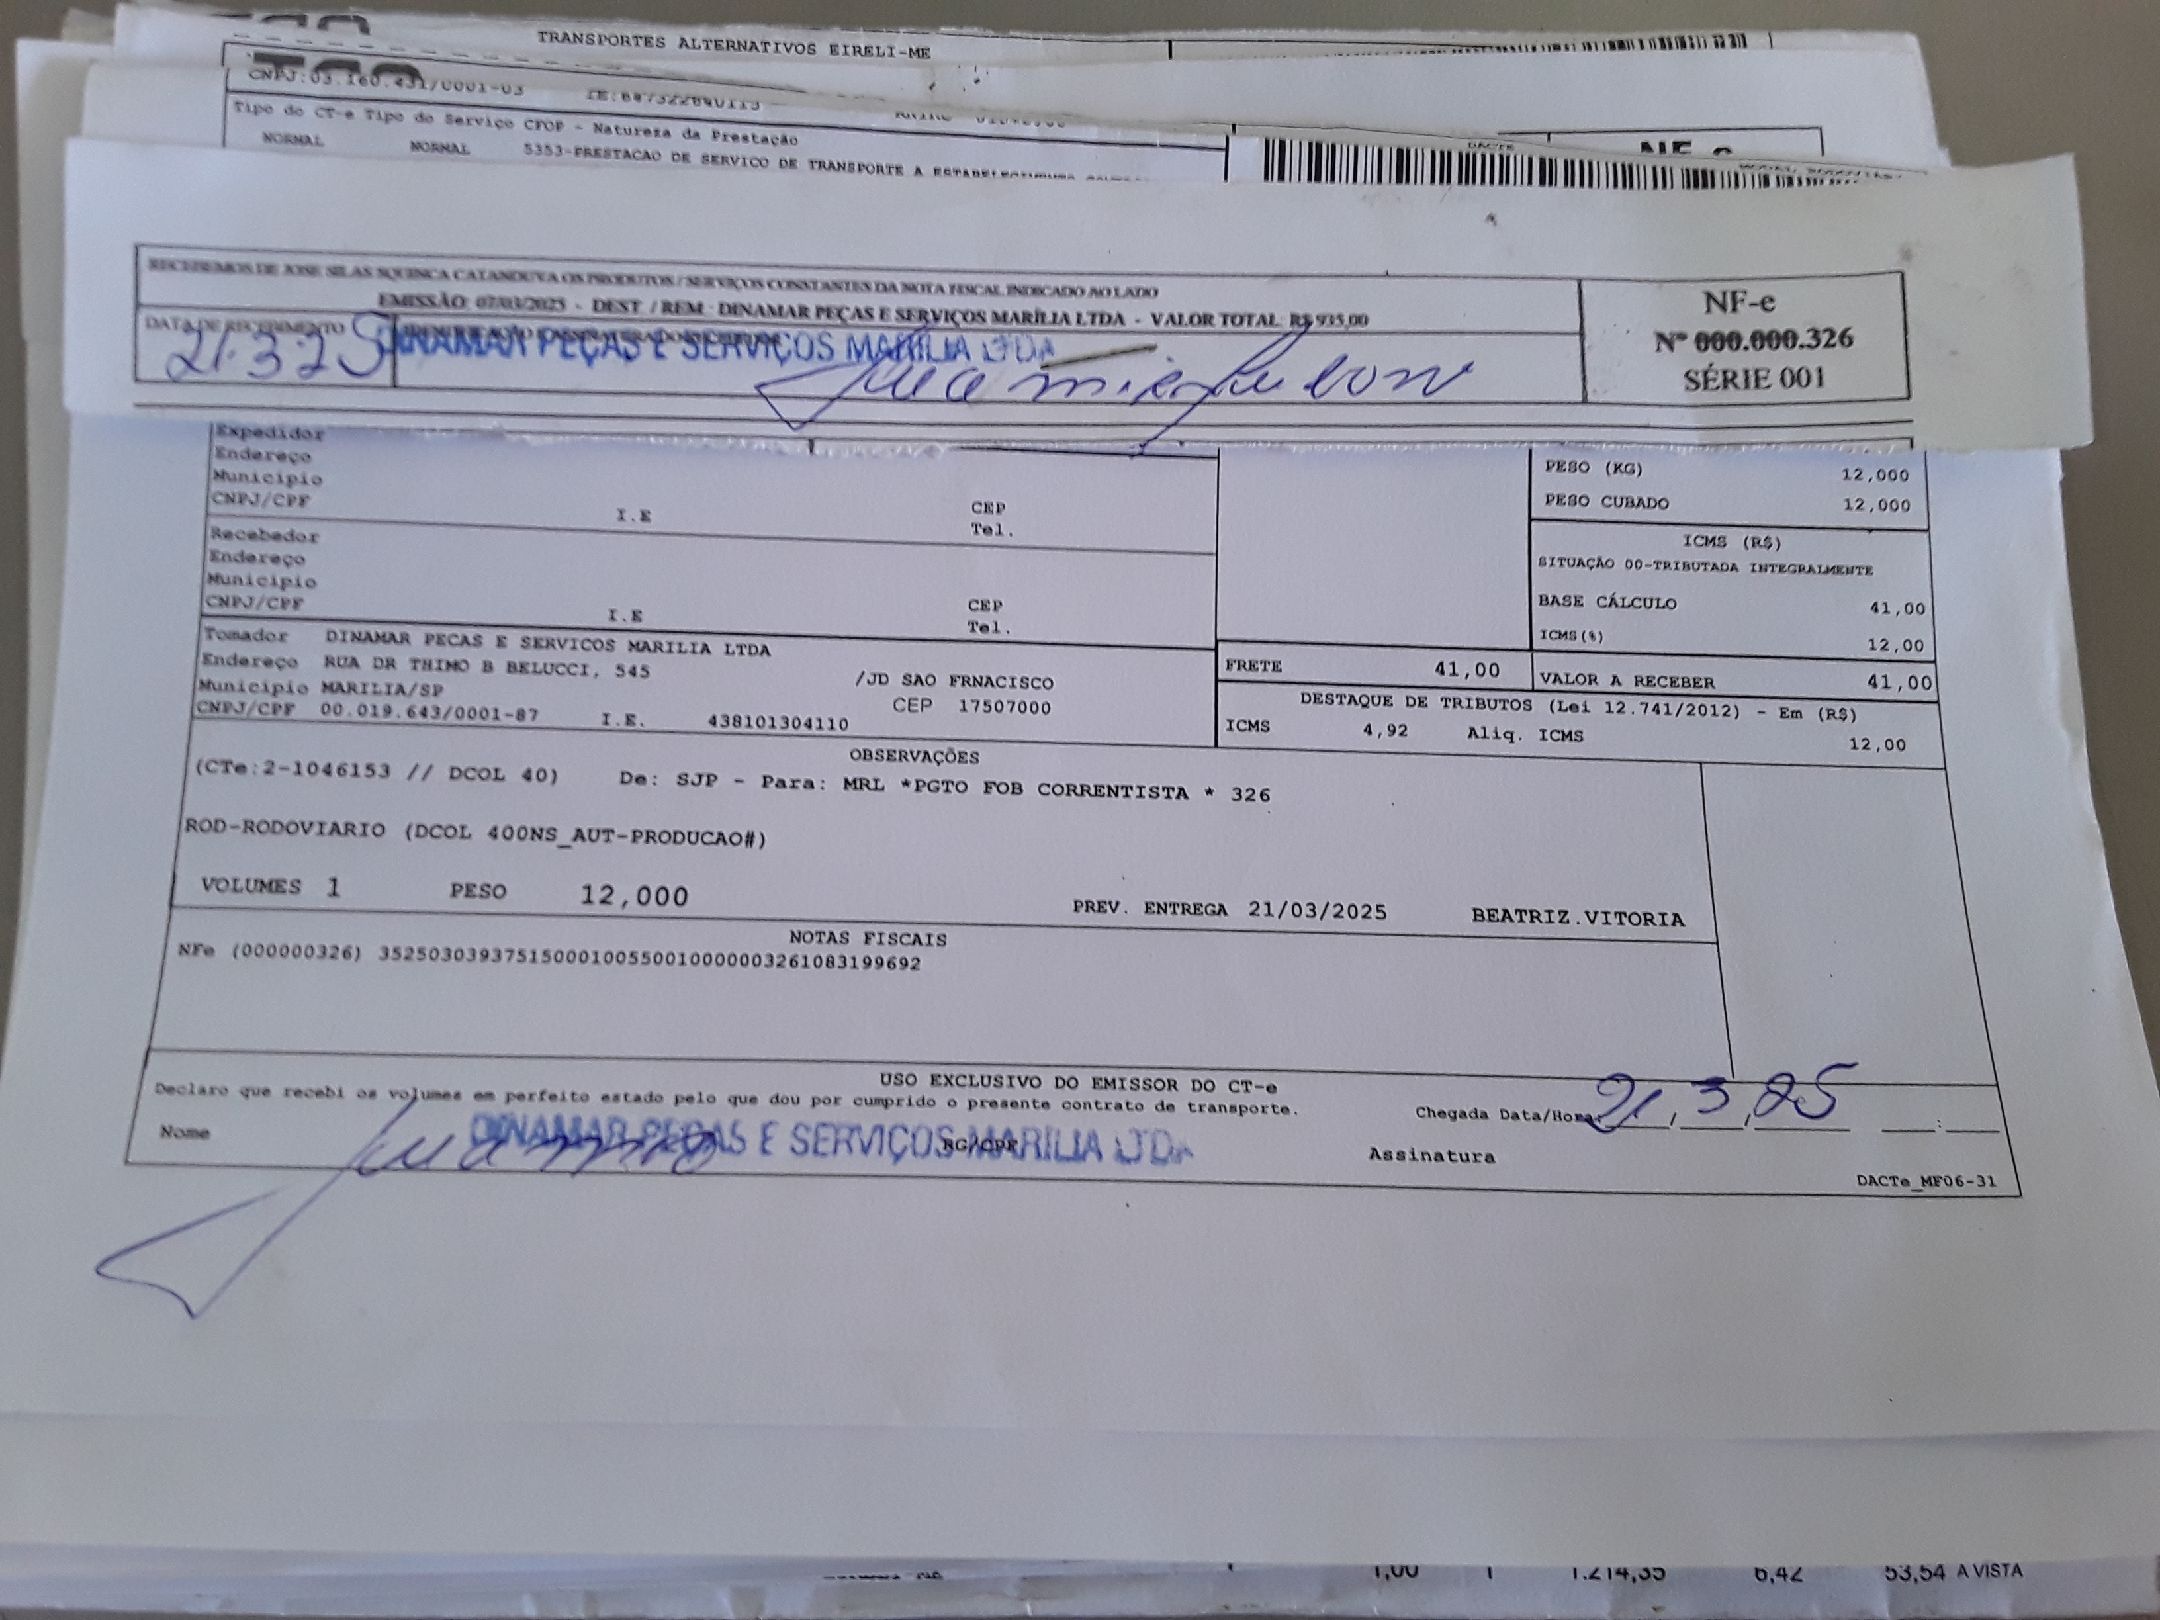 TRANSPORTES ALTERNATIVOS EIRELI-ME
CNPJ:03.160.431/0001-03
Tipo do CT-e Tipo do Serviço CFOP - Natureza da Prestação
NORMAL NORMAL 5353-PRESTACAO DE SERVICO DE TRANSPORTE A
DACTE
RECEBEMOS DE JOSE SILAS SQUINCA CATANDUVA OS PRODUTOS / SERVIÇOS CONSTANTES DA NOTA FISCAL INDICADO AO LADO
EMISSÃO: 07/03/2025 - DEST. / REM.: DINAMAR PEÇAS E SERVIÇOS MARÍLIA LTDA - VALOR TOTAL: R$ 935,00
DATA DE RECEBIMENTO
21.3.25
DINAMAR PEÇAS E SERVIÇOS MARÍLIA LTDA
NF-e
Nº 000.000.326
SÉRIE 001
Expedidor
Endereço
Município
CNPJ/CPF I.E CEP
Tel.
Recebedor
Endereço
Município
CNPJ/CPF I.E CEP
Tel.
PESO (KG) 12,000
PESO CUBADO 12,000
ICMS (R$)
SITUAÇÃO 00-TRIBUTADA INTEGRALMENTE
BASE CÁLCULO 41,00
ICMS(%) 12,00
Tomador DINAMAR PECAS E SERVICOS MARILIA LTDA
Endereço RUA DR THIMO B BELUCCI, 545 /JD SAO FRNACISCO
Município MARILIA/SP CEP 17507000
CNPJ/CPF 00.019.643/0001-87 I.E. 438101304110
FRETE 41,00 VALOR A RECEBER 41,00
DESTAQUE DE TRIBUTOS (Lei 12.741/2012) - Em (R$)
ICMS 4,92 Aliq. ICMS 12,00
OBSERVAÇÕES
(CTe:2-1046153 // DCOL 40) De: SJP - Para: MRL *PGTO FOB CORRENTISTA * 326
ROD-RODOVIARIO (DCOL 400NS_AUT-PRODUCAO#)
VOLUMES 1 PESO 12,000 PREV. ENTREGA 21/03/2025 BEATRIZ.VITORIA
NOTAS FISCAIS
NFe (000000326) 35250303937515000100550010000003261083199692
USO EXCLUSIVO DO EMISSOR DO CT-e
Declaro que recebi os volumes em perfeito estado pelo que dou por cumprido o presente contrato de transporte.
Chegada Data/Hora: 21,3,25
Nome DINAMAR PEÇAS E SERVIÇOS MARÍLIA LTDA RG/CPF Assinatura
DACTe_MF06-31
1,00 1 1.214,35 6,42 53,54 A VISTA